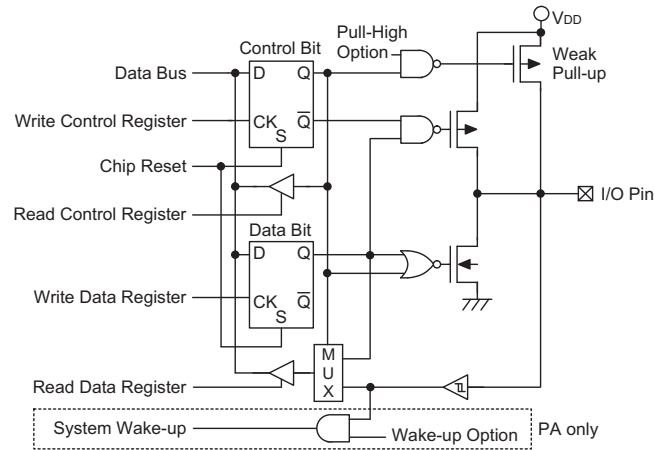 VDD
Pull-High
Option
Control Bit
Weak
Pull-up
Data Bus
D
Q
Write Control Register
CK
Q
S
Chip Reset
I/O Pin
Read Control Register
Data Bit
D
Q
Write Data Register
CK
Q
S
M
U
X
Read Data Register
System Wake-up
Wake-up Option
PA only